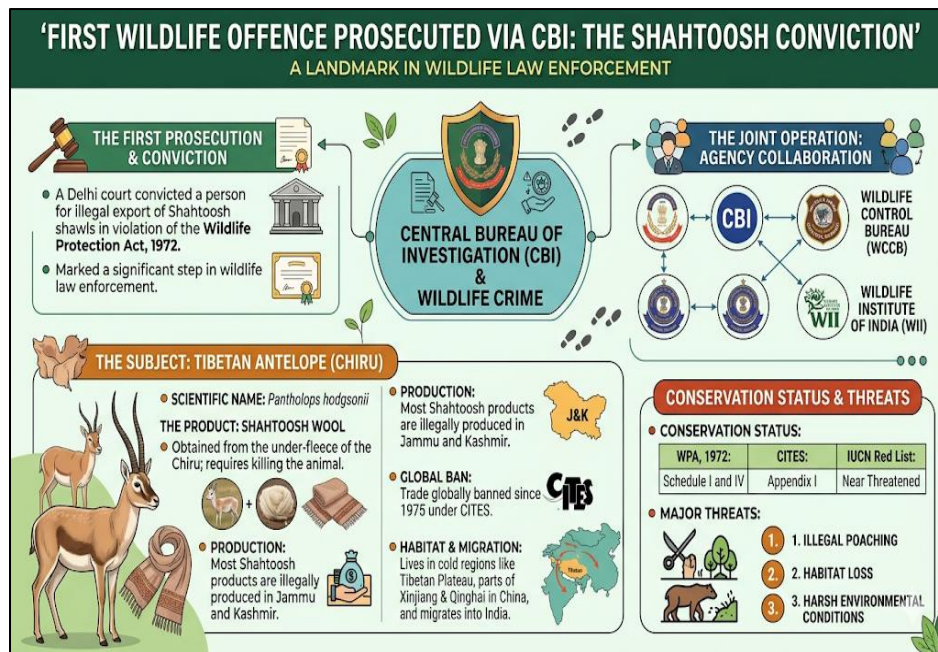 'FIRST WILDLIFE OFFENCE PROSECUTED VIA CBI: THE SHAHTOOSH CONVICTION'
A LANDMARK IN WILDLIFE LAW ENFORCEMENT
THE FIRST PROSECUTION
& CONVICTION
• A Delhi court convicted a person
for illegal export of Shahtoosh
shawls in violation of the Wildlife
Protection Act, 1972.
• Marked a significant step in wildlife
law enforcement.
CENTRAL BUREAU OF
INVESTIGATION (CBI)
&
WILDLIFE CRIME
THE JOINT OPERATION:
AGENCY COLLABORATION
CBI
WILDLIFE
CONTROL
BUREAU
(WCCB)
WII
WILDLIFE
INSTITUTE
OF INDIA (WII)
THE SUBJECT: TIBETAN ANTELOPE (CHIRU)
• SCIENTIFIC NAME: Pantholops hodgsonii
THE PRODUCT: SHAHTOOSH WOOL
• Obtained from the under-fleece of the
Chiru; requires killing the animal.
+
• PRODUCTION:
Most Shahtoosh
products are illegally
produced in Jammu
and Kashmir.
• PRODUCTION:
Most Shahtoosh products
are illegally produced in
Jammu and Kashmir.
J&K
• GLOBAL BAN:
Trade globally banned since
1975 under CITES.
CITES
• HABITAT & MIGRATION:
Lives in cold regions like
Tibetan Plateau, parts of
Xinjiang & Qinghai in China,
and migrates into India.
Tibetan
CONSERVATION STATUS & THREATS
• CONSERVATION STATUS:
WPA, 1972: CITES: IUCN Red List:
Schedule I and IV Appendix I Near Threatened
• MAJOR THREATS:
1. 1. ILLEGAL POACHING
2. 2. HABITAT LOSS
3. 3. HARSH ENVIRONMENTAL
CONDITIONS